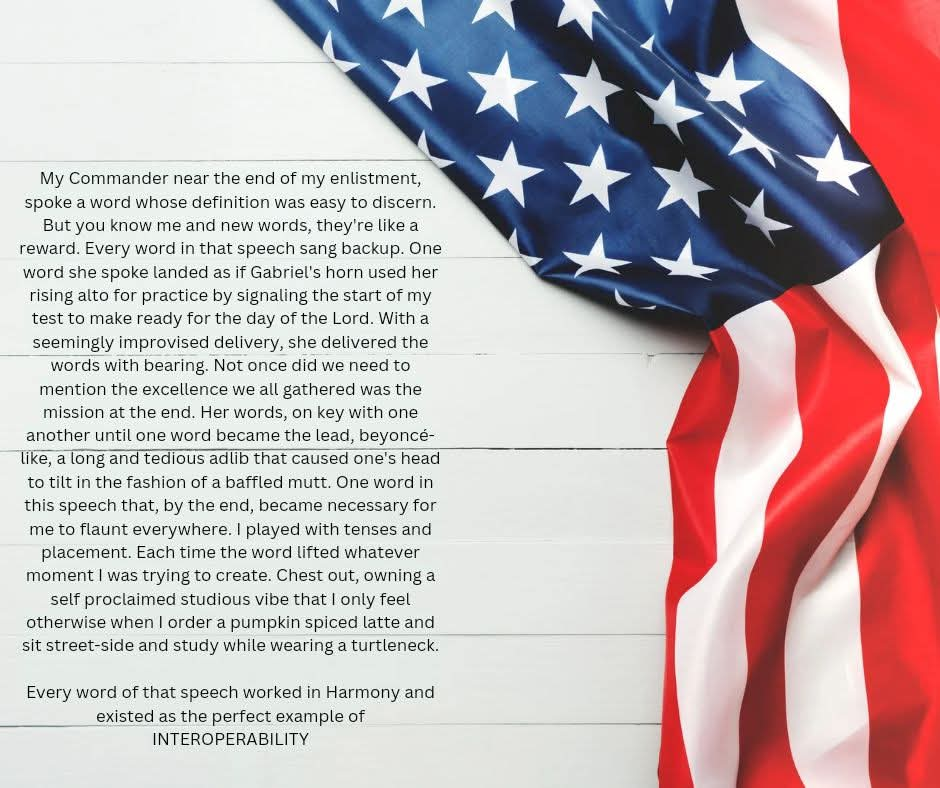 My Commander near the end of my enlistment,
spoke a word whose definition was easy to discern.
But you know me and new words, they're like a
reward. Every word in that speech sang backup. One
word she spoke landed as if Gabriel's horn used her
rising alto for practice by signaling the start of my
test to make ready for the day of the Lord. With a
seemingly improvised delivery, she delivered the
words with bearing. Not once did we need to
mention the excellence we all gathered was the
mission at the end. Her words, on key with one
another until one word became the lead, beyoncé-
like, a long and tedious adlib that caused one's head
to tilt in the fashion of a baffled mutt. One word in
this speech that, by the end, became necessary for
me to flaunt everywhere. I played with tenses and
placement. Each time the word lifted whatever
moment I was trying to create. Chest out, owning a
self proclaimed studious vibe that I only feel
otherwise when I order a pumpkin spiced latte and
sit street-side and study while wearing a turtleneck.
Every word of that speech worked in Harmony and
existed as the perfect example of
INTEROPERABILITY